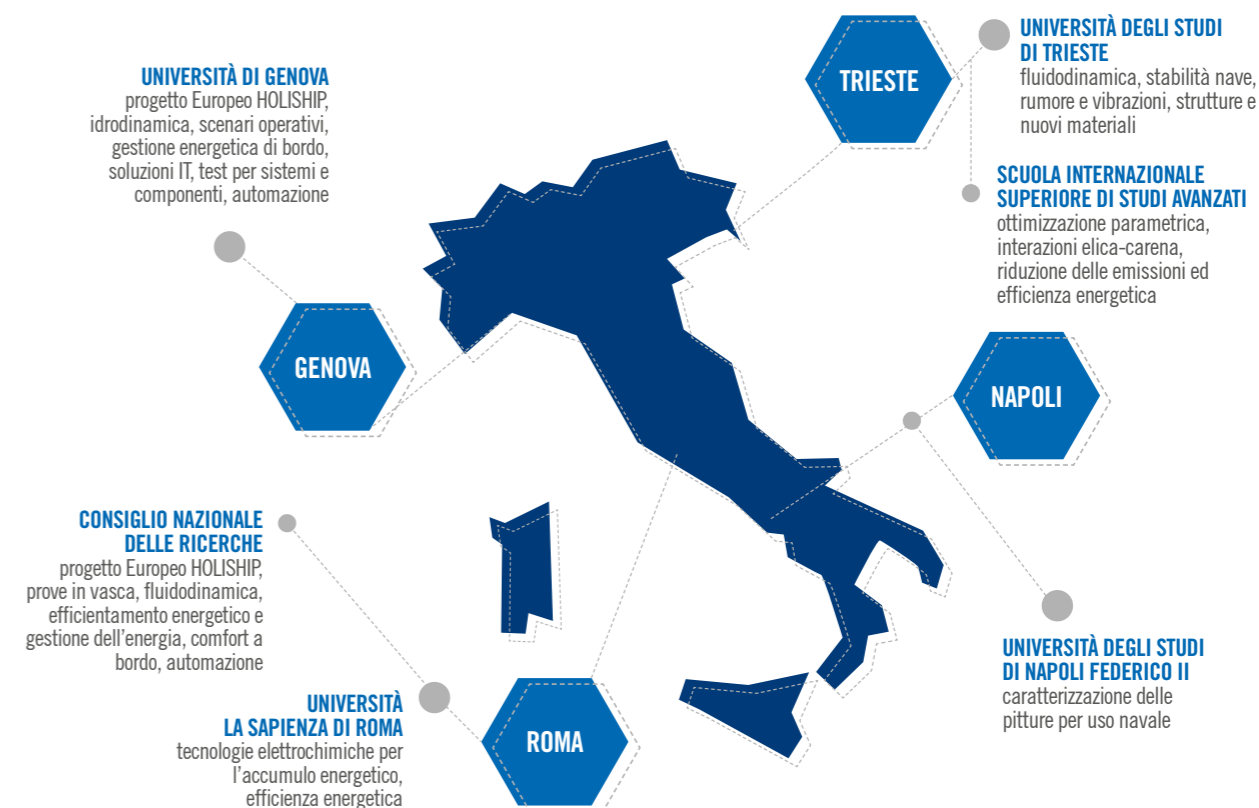 UNIVERSITÀ DI GENOVA
progetto Europeo HOLISHIP,
idrodinamica, scenari operativi,
gestione energetica di bordo,
soluzioni IT, test per sistemi e
componenti, automazione
GENOVA
TRIESTE
UNIVERSITÀ DEGLI STUDI
DI TRIESTE
fluidodinamica, stabilità nave,
rumore e vibrazioni, strutture e
nuovi materiali
SCUOLA INTERNAZIONALE
SUPERIORE DI STUDI AVANZATI
ottimizzazione parametrica,
interazioni elica-carena,
riduzione delle emissioni ed
efficienza energetica
NAPOLI
UNIVERSITÀ DEGLI STUDI
DI NAPOLI FEDERICO II
caratterizzazione delle
pitture per uso navale
CONSIGLIO NAZIONALE
DELLE RICERCHE
progetto Europeo HOLISHIP,
prove in vasca, fluidodinamica,
efficientamento energetico e
gestione dell'energia, comfort a
bordo, automazione
UNIVERSITÀ
LA SAPIENZA DI ROMA
tecnologie elettrochimiche per
l'accumulo energetico,
efficienza energetica
ROMA